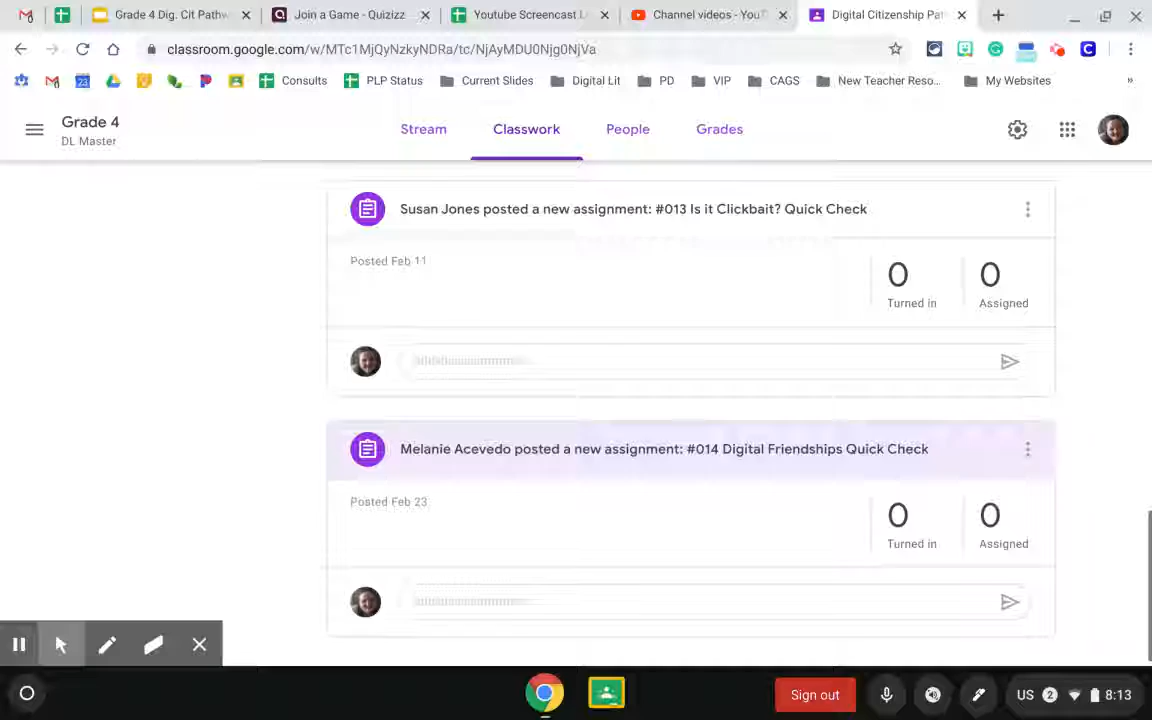 Grade 4 Dig. Cit Pathw
Join a Game - Quizizz
Youtube Screencast L
Channel videos - YouT
Digital Citizenship Pat
classroom.google.com/w/MTc1MjQyNzkyNDRa/tc/NjAyMDU0Njg0NjVa
Consults
PLP Status
Current Slides
Digital Lit
PD
VIP
CAGS
New Teacher Reso...
My Websites
Grade 4
DL Master
Stream
Classwork
People
Grades
Susan Jones posted a new assignment: #013 Is it Clickbait? Quick Check
Posted Feb 11
0
Turned in
0
Assigned
Melanie Acevedo posted a new assignment: #014 Digital Friendships Quick Check
Posted Feb 23
0
Turned in
0
Assigned
Sign out
US
2
8:13